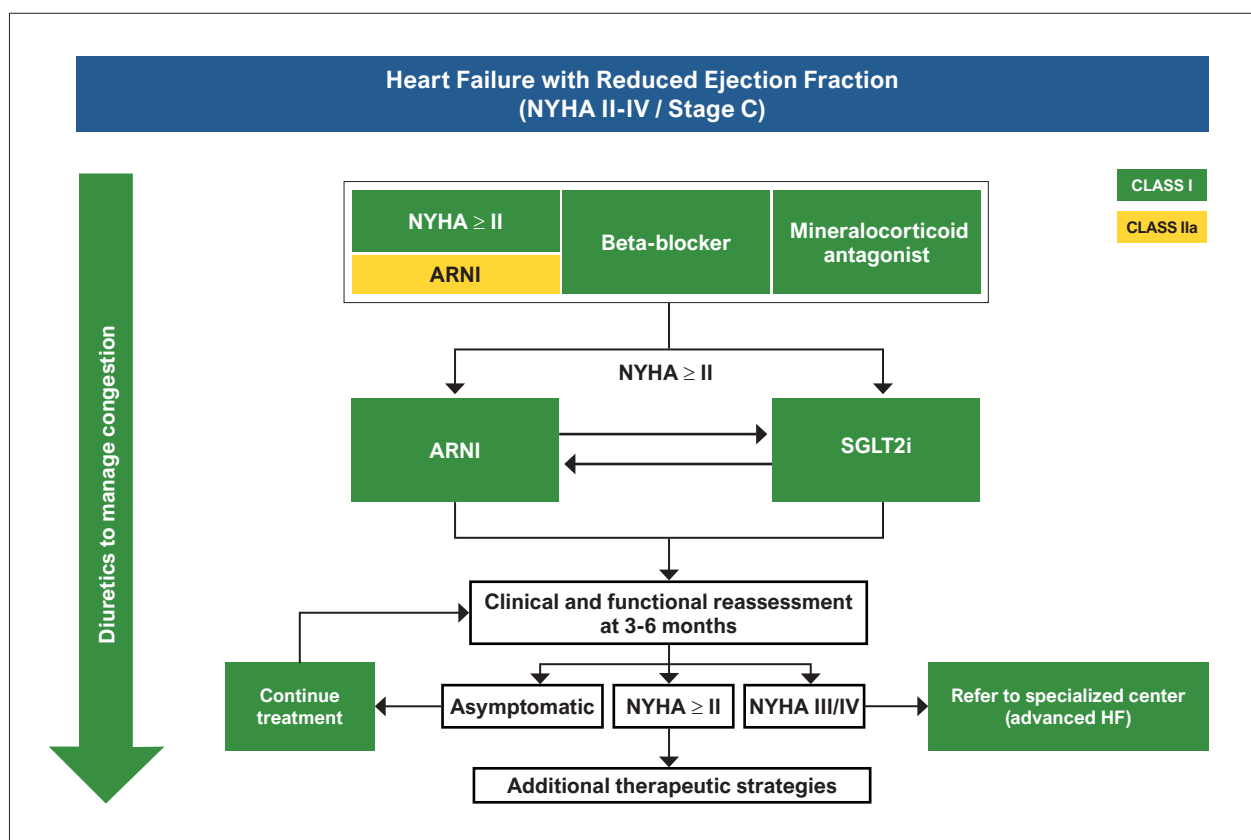 Heart Failure with Reduced Ejection Fraction
(NYHA II-IV / Stage C)
Diuretics to manage congestion
CLASS I
CLASS IIa
NYHA ≥ II
ARNI
Beta-blocker
Mineralocorticoid
antagonist
NYHA ≥ II
ARNI
SGLT2i
Clinical and functional reassessment
at 3-6 months
Continue
treatment
Asymptomatic
NYHA ≥ II
NYHA III/IV
Refer to specialized center
(advanced HF)
Additional therapeutic strategies